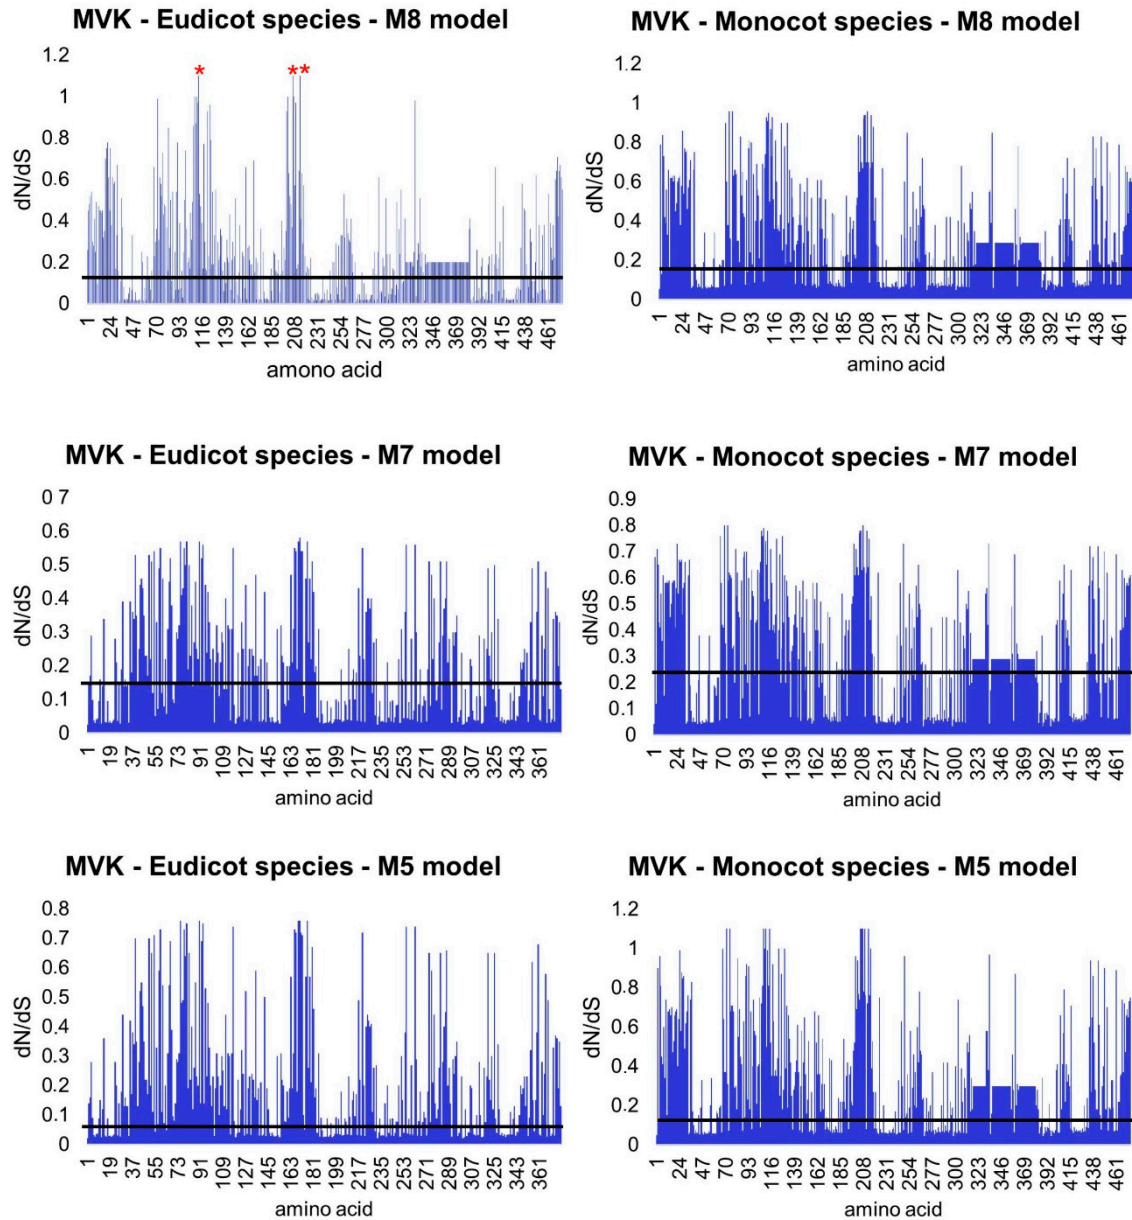 MVK - Eudicot species - M8 model
1.2
1
0.8
0.6
0.4
0.2
0
dN/dS
* **
1 24 47 70 93 116 139 162 185 208 231 254 277 300 323 346 369 392 415 438 461
amono acid
MVK - Monocot species - M8 model
1.2
1
0.8
0.6
0.4
0.2
0
dN/dS
1 24 47 70 93 116 139 162 185 208 231 254 277 300 323 346 369 392 415 438 461
amino acid
MVK - Eudicot species - M7 model
0 7
0.6
0.5
0.4
0.3
0.2
0.1
0
dN/dS
1 19 37 55 73 91 109 127 145 163 181 199 217 235 253 271 289 307 325 343 361
amino acid
MVK - Monocot species - M7 model
0.9
0.8
0.7
0.6
0.5
0.4
0.3
0.2
0.1
0
dN/dS
1 24 47 70 93 116 139 162 185 208 231 254 277 300 323 346 369 392 415 438 461
amino acid
MVK - Eudicot species - M5 model
0.8
0.7
0.6
0.5
0.4
0.3
0.2
0.1
0
dN/dS
1 19 37 55 73 91 109 127 145 163 181 199 217 235 253 271 289 307 325 343 361
amino acid
MVK - Monocot species - M5 model
1.2
1
0.8
0.6
0.4
0.2
0
dN/dS
1 24 47 70 93 116 139 162 185 208 231 254 277 300 323 346 369 392 415 438 461
amino acid